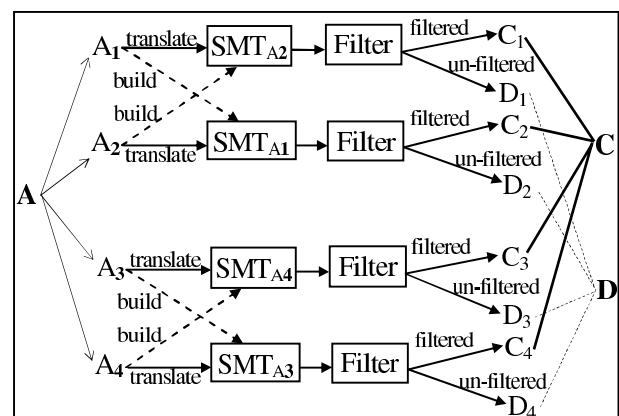 A1 translate SMTA2 Filter filtered C1
build un-filtered D1
build
A2 translate SMTA1 Filter filtered C2 C
un-filtered D2
A
A3 translate SMTA4 Filter filtered C3
build un-filtered D3 D
build
A4 translate SMTA3 Filter filtered C4
un-filtered D4